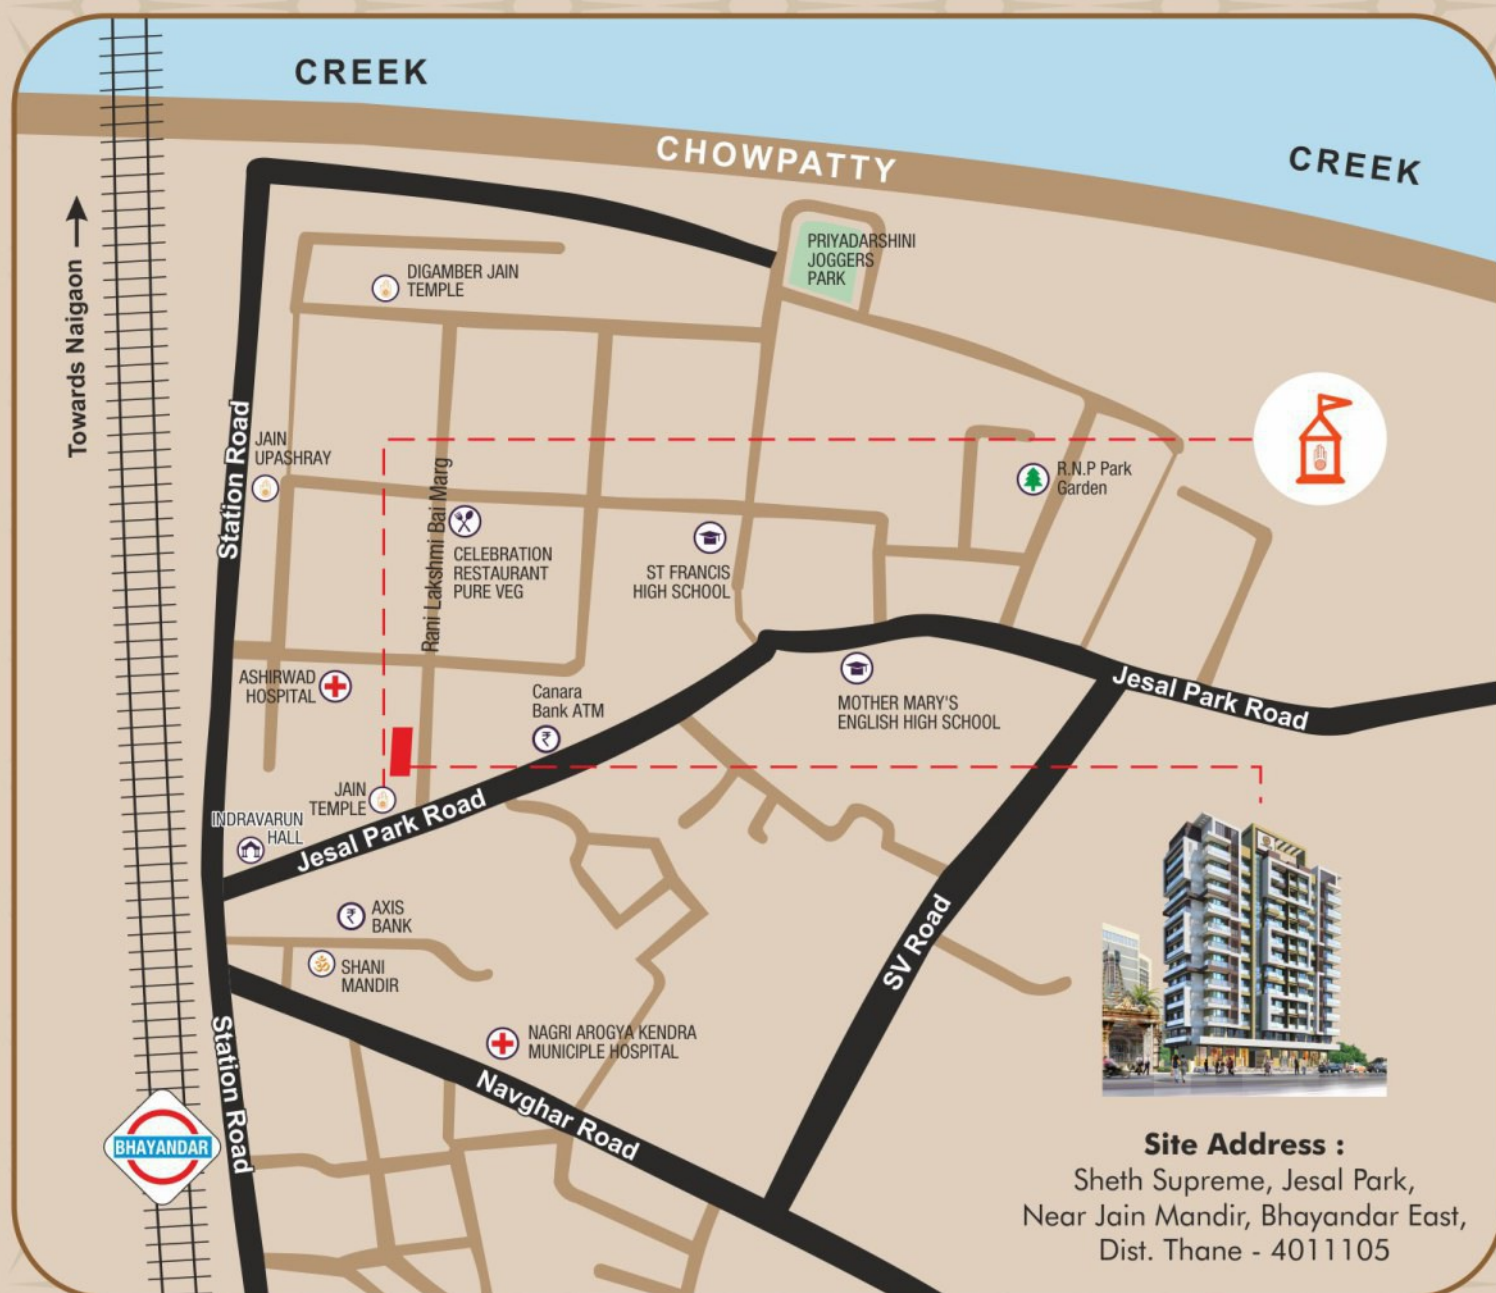 CREEK
CHOWPATTY
CREEK
Towards Naigaon
PRIYADARSHINI
JOGGERS
PARK
DIGAMBER JAIN
TEMPLE
Station Road
JAIN
UPASHRAY
Rani Lakshmi Bai Marg
R.N.P Park
Garden
CELEBRATION
RESTAURANT
PURE VEG
ST FRANCIS
HIGH SCHOOL
ASHIRWAD
HOSPITAL
Canara
Bank ATM
MOTHER MARY'S
ENGLISH HIGH SCHOOL
Jesal Park Road
JAIN
TEMPLE
INDRAVARUN
HALL
Jesal Park Road
AXIS
BANK
SHANI
MANDIR
SV Road
NAGRI AROGYA KENDRA
MUNICIPLE HOSPITAL
Station Road
Navghar Road
BHAYANDAR
Site Address :
Sheth Supreme, Jesal Park,
Near Jain Mandir, Bhayandar East,
Dist. Thane - 4011105